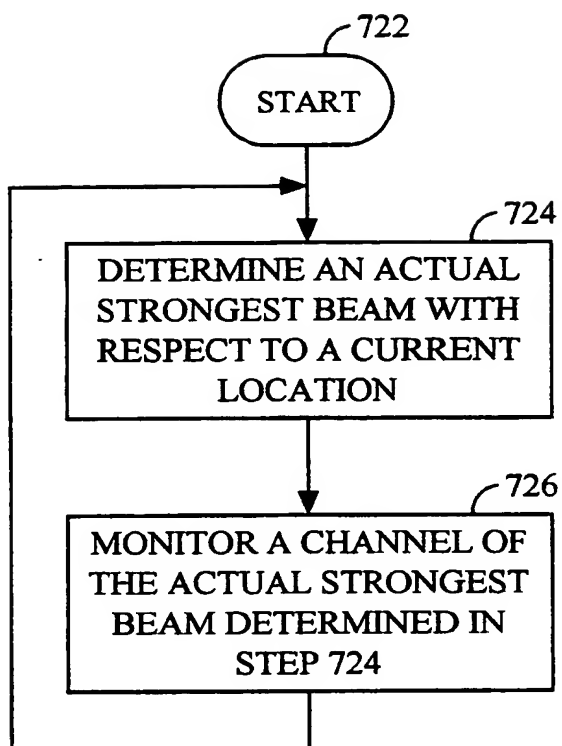 722
START
724
DETERMINE AN ACTUAL
STRONGEST BEAM WITH
RESPECT TO A CURRENT
LOCATION
726
MONITOR A CHANNEL OF
THE ACTUAL STRONGEST
BEAM DETERMINED IN
STEP 724